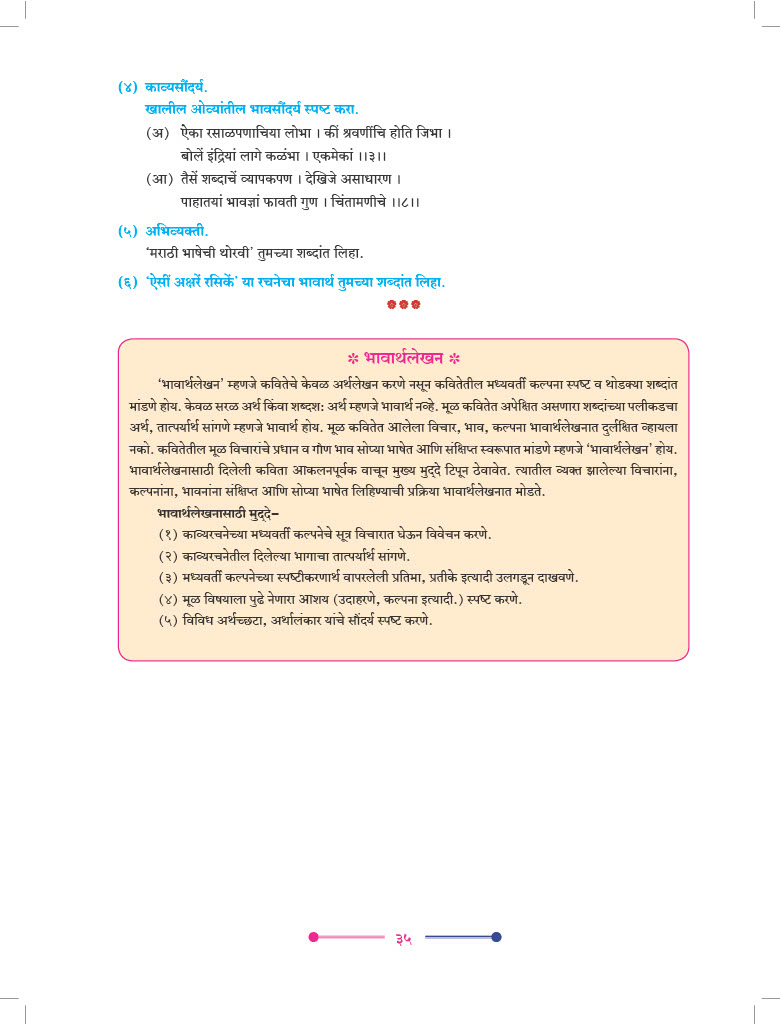 (४) काव्यसौंदर्य.
खालील ओव्यांतील भावसौंदर्य स्पष्ट करा.
(अ) ऐका रसाळपणाचिया लोभा । कीं श्रवणींचि होति जिभा ।
बोलें इंद्रियां लागे कळंभा । एकमेकां ।।३।।
(आ) तैसें शब्दाचें व्यापकपण । देखिजे असाधारण ।
पाहातयां भावज्ञां फावती गुण । चिंतामणीचे ।।८।।
(५) अभिव्यक्ती.
‘मराठी भाषेची थोरवी’ तुमच्या शब्दांत लिहा.
(६) ‘ऐसीं अक्षरें रसिकें’ या रचनेचा भावार्थ तुमच्या शब्दांत लिहा.
✼ भावार्थलेखन ✼
‘भावार्थलेखन’ म्हणजे कवितेचे केवळ अर्थलेखन करणे नसून कवितेतील मध्यवर्ती कल्पना स्पष्ट व थोडक्या शब्दांत
मांडणे होय. केवळ सरळ अर्थ किंवा शब्दशः अर्थ म्हणजे भावार्थ नव्हे. मूळ कवितेत अपेक्षित असणारा शब्दांच्या पलीकडचा
अर्थ, तात्पर्यार्थ सांगणे म्हणजे भावार्थ होय. मूळ कवितेत आलेला विचार, भाव, कल्पना भावार्थलेखनात दुर्लक्षित व्हायला
नको. कवितेतील मूळ विचारांचे प्रधान व गौण भाव सोप्या भाषेत आणि संक्षिप्त स्वरूपात मांडणे म्हणजे ‘भावार्थलेखन’ होय.
भावार्थलेखनासाठी दिलेली कविता आकलनपूर्वक वाचून मुख्य मुद्‌दे टिपून ठेवावेत. त्यातील व्यक्त झालेल्या विचारांना,
कल्पनांना, भावनांना संक्षिप्त आणि सोप्या भाषेत लिहिण्याची प्रक्रिया भावार्थलेखनात मोडते.
भावार्थलेखनासाठी मुद्‌दे–
(१) काव्यरचनेच्या मध्यवर्ती कल्पनेचे सूत्र विचारात घेऊन विवेचन करणे.
(२) काव्यरचनेतील दिलेल्या भागाचा तात्पर्यार्थ सांगणे.
(३) मध्यवर्ती कल्पनेच्या स्पष्टीकरणार्थ वापरलेली प्रतिमा, प्रतीके इत्यादी उलगडून दाखवणे.
(४) मूळ विषयाला पुढे नेणारा आशय (उदाहरणे, कल्पना इत्यादी.) स्पष्ट करणे.
(५) विविध अर्थच्छटा, अर्थालंकार यांचे सौंदर्य स्पष्ट करणे.
३५